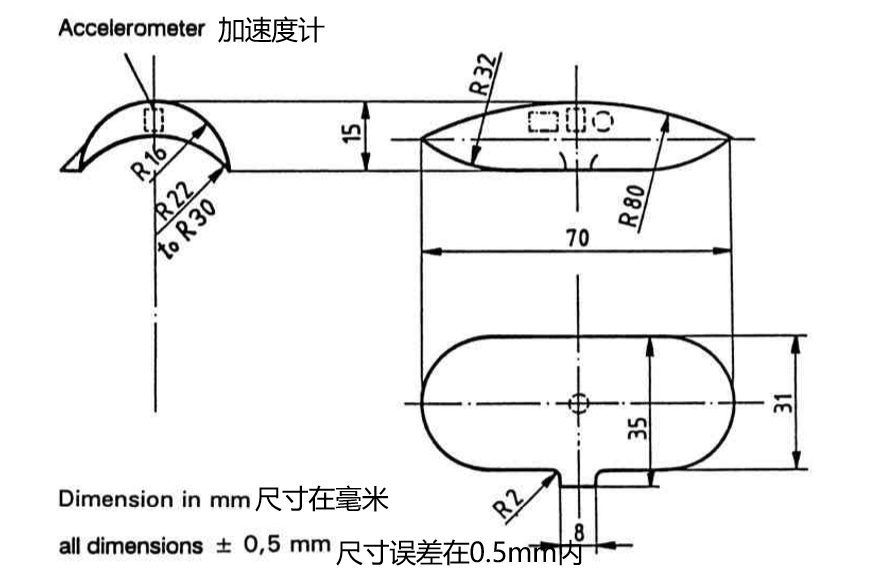 Accelerometer 加速度计
R32
15
R16
R22
to R30
R80
70
35
31
R2
8
Dimension in mm 尺寸在毫米
all dimensions ± 0,5 mm 尺寸误差在0.5mm内